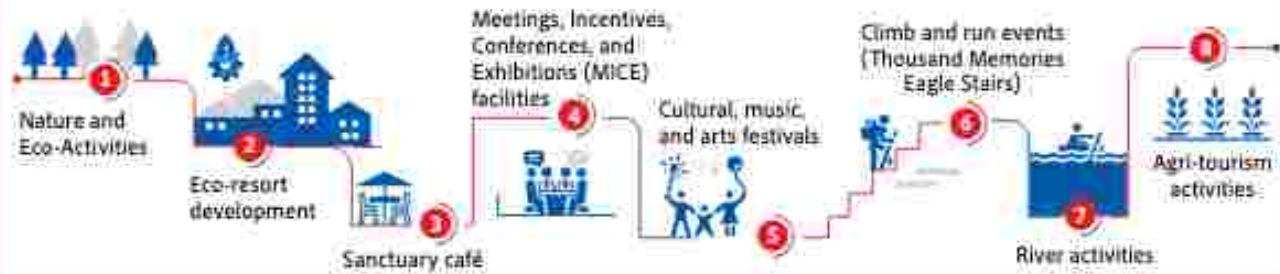 1
Nature and
Eco-Activities
2
Eco-resort
development
3
Sanctuary café
Meetings, Incentives,
Conferences, and
Exhibitions (MICE)
facilities
4
Cultural, music,
and arts festivals
5
Climb and run events
(Thousand Memories
Eagle Stairs)
6
7
River activities
8
Agri-tourism
activities